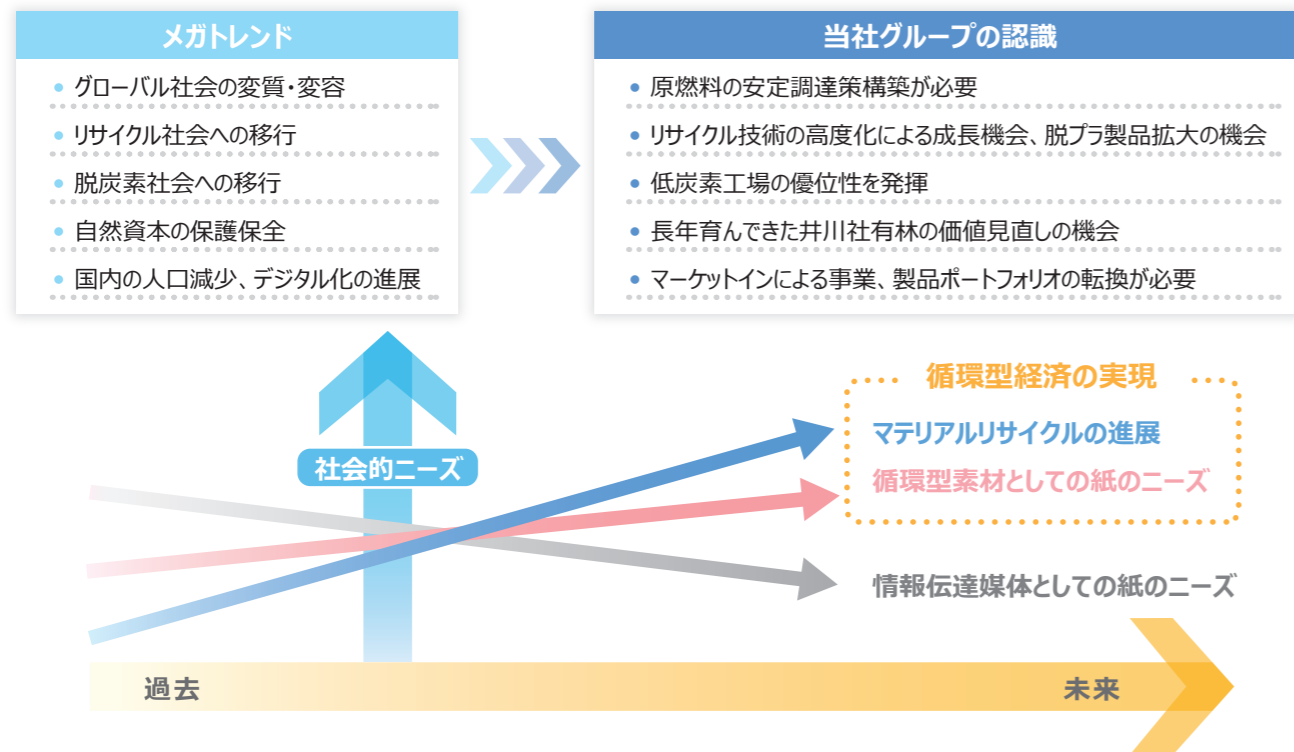 メガトレンド
• グローバル社会の変質・変容
• リサイクル社会への移行
• 脱炭素社会への移行
• 自然資本の保護保全
• 国内の人口減少、デジタル化の進展
当社グループの認識
• 原燃料の安定調達策構築が必要
• リサイクル技術の高度化による成長機会、脱プラ製品拡大の機会
• 低炭素工場の優位性を発揮
• 長年育んできた井川社有林の価値見直しの機会
• マーケットインによる事業、製品ポートフォリオの転換が必要
社会的ニーズ
循環型経済の実現
マテリアルリサイクルの進展
循環型素材としての紙のニーズ
情報伝達媒体としての紙のニーズ
過去
未来